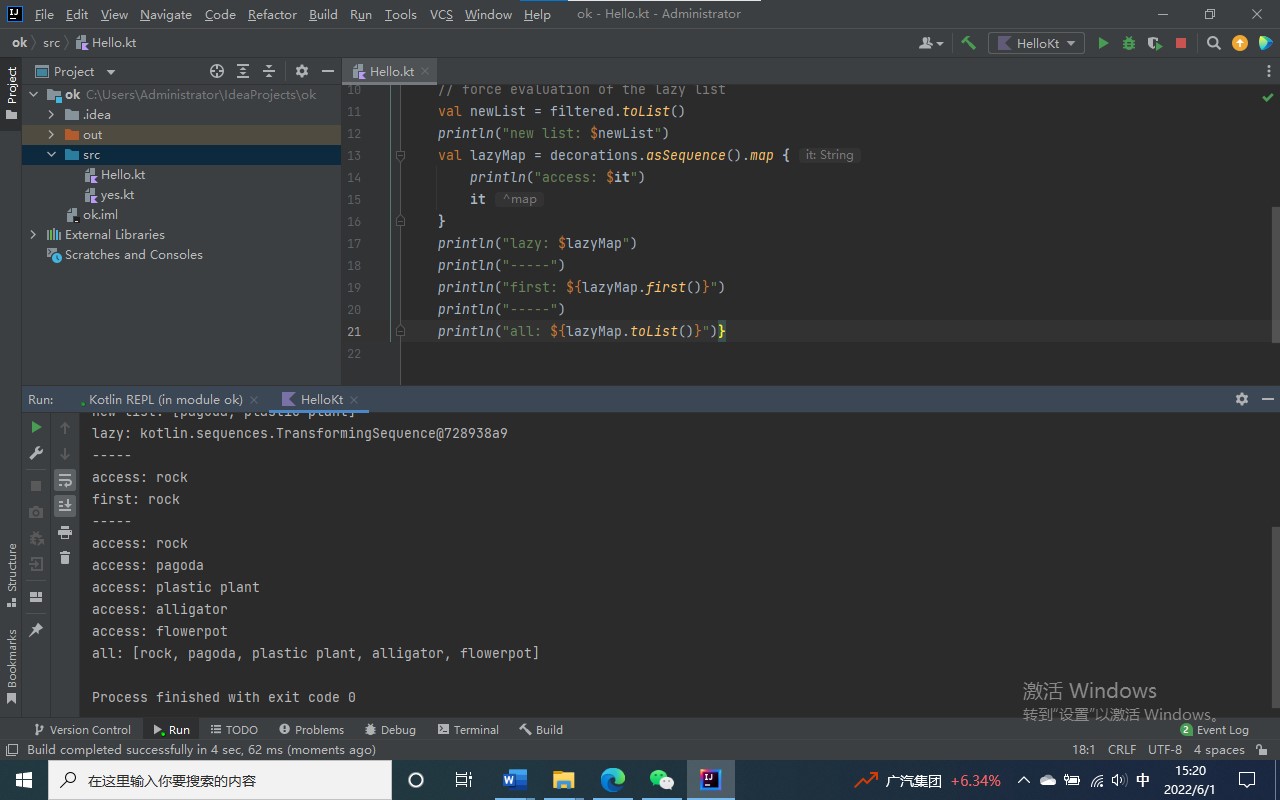 File Edit View Navigate Code Refactor Build Run Tools VCS Window Help ok - Hello.kt - Administrator
ok src Hello.kt HelloKt
Project
Project
Hello.kt
ok C:\Users\Administrator\IdeaProjects\ok
.idea
out
src
Hello.kt
yes.kt
ok.iml
External Libraries
Scratches and Consoles
10 // force evaluation of the lazy list
11 val newList = filtered.toList()
12 println("new list: $newList")
13 val lazyMap = decorations.asSequence().map { it: String
14 println("access: $it")
15 it ^map
16 }
17 println("lazy: $lazyMap")
18 println("-----")
19 println("first: ${lazyMap.first()}")
20 println("-----")
21 println("all: ${lazyMap.toList()}")}
22
Run: Kotlin REPL (in module ok) HelloKt
new list: [pagoda, plastic plant]
lazy: kotlin.sequences.TransformingSequence@728938a9
-----
access: rock
first: rock
-----
access: rock
access: pagoda
access: plastic plant
access: alligator
access: flowerpot
all: [rock, pagoda, plastic plant, alligator, flowerpot]
Process finished with exit code 0
Structure
Bookmarks
激活 Windows
转到“设置”以激活 Windows。
Version Control Run TODO Problems Debug Terminal Build 2 Event Log
Build completed successfully in 4 sec, 62 ms (moments ago) 18:1 CRLF UTF-8 4 spaces
在这里输入你要搜索的内容 广汽集团 +6.34% 中 15:20
2022/6/1